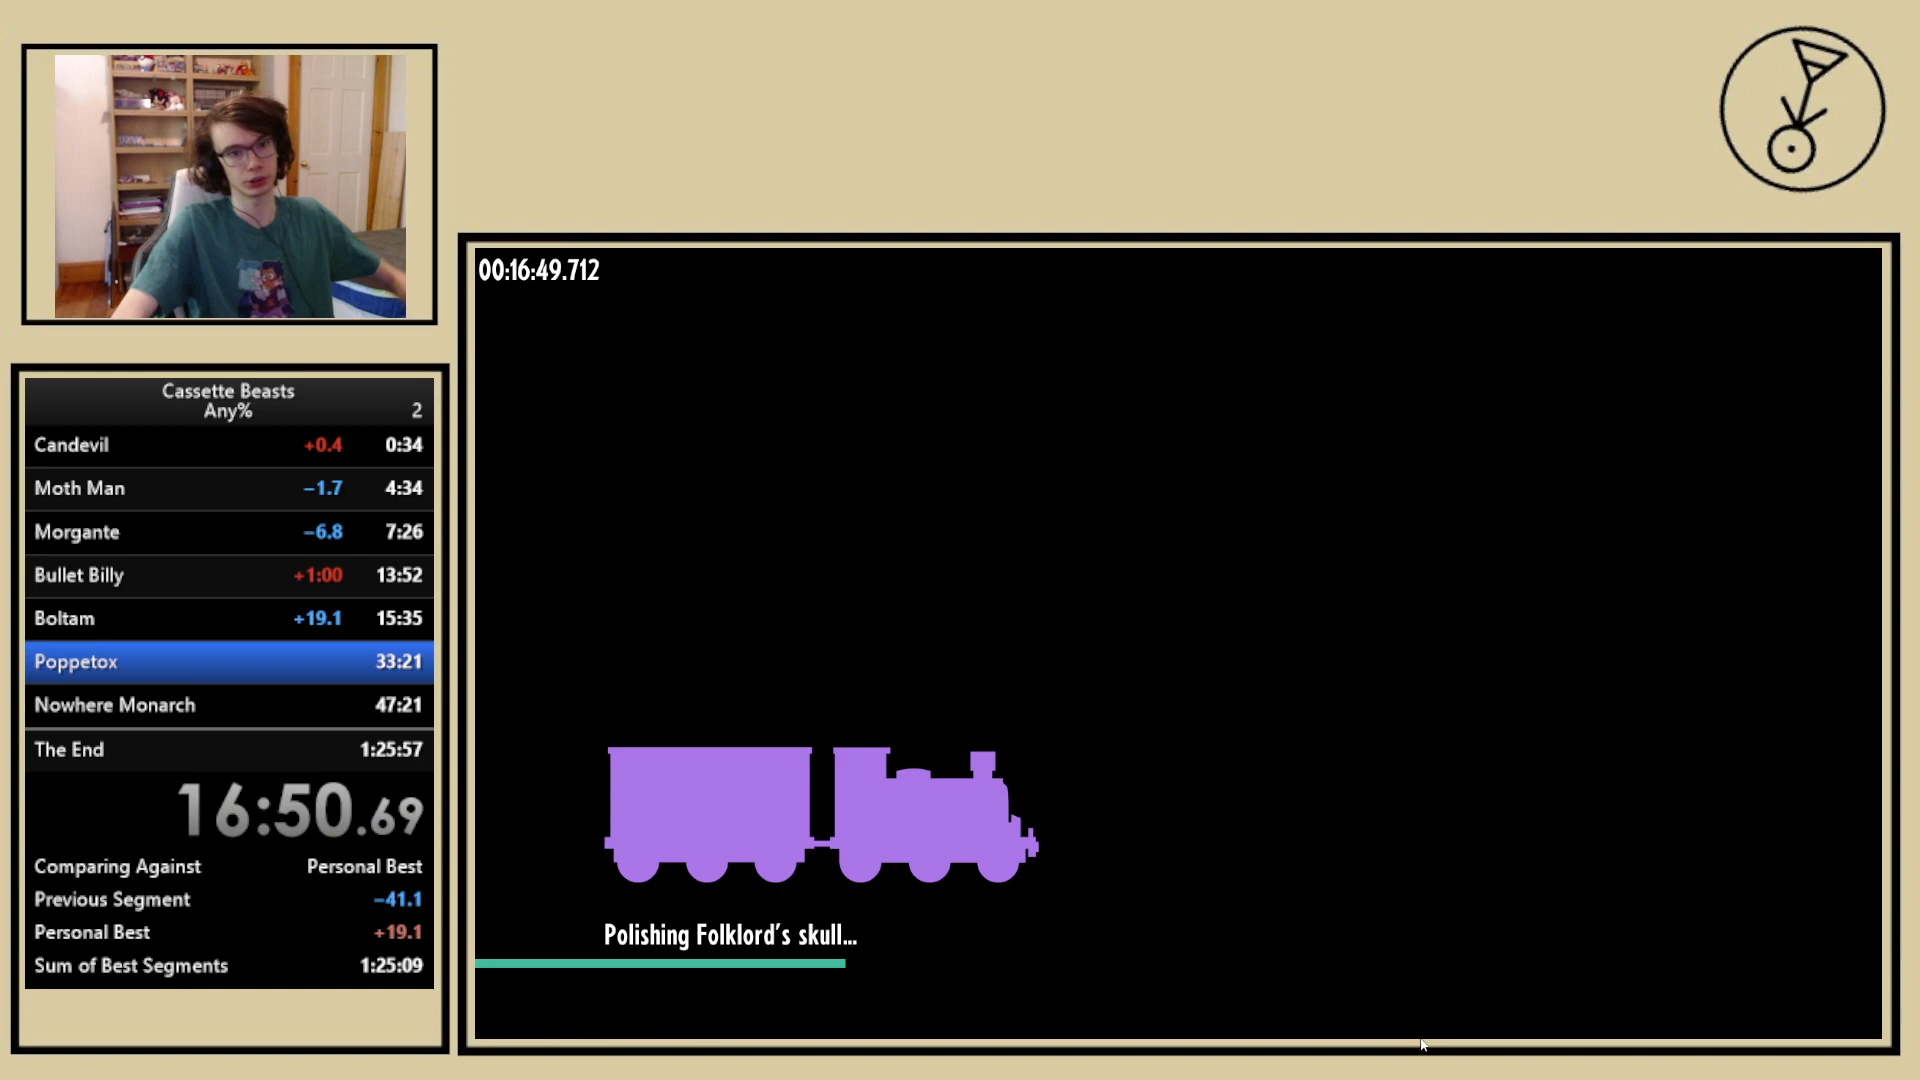 00:16:49.712
Cassette Beasts
Any% 2
Candevil +0.4 0:34
Moth Man −1.7 4:34
Morgante −6.8 7:26
Bullet Billy +1:00 13:52
Boltam +19.1 15:35
Poppetox 33:21
Nowhere Monarch 47:21
The End 1:25:57
16:50.69
Comparing Against Personal Best
Previous Segment −41.1
Personal Best +19.1
Sum of Best Segments 1:25:09
Polishing Folklord's skull...